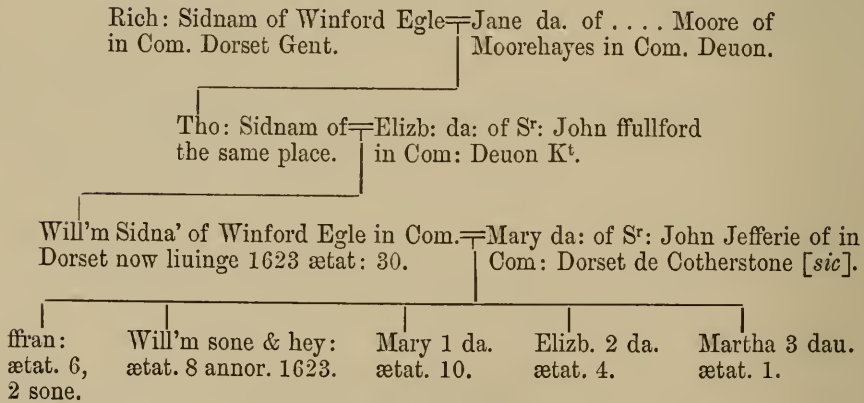 Rich: Sidnam of Winford Egle
in Com. Dorset Gent.
Jane da. of . . . . Moore of
Moorehayes in Com. Deuon.
Tho: Sidnam of
the same place.
Elizb: da: of Sʳ: John ffullford
in Com: Deuon Kᵗ.
Will'm Sidna' of Winford Egle in Com.
Dorset now liuinge 1623 ætat: 30.
Mary da: of Sʳ: John Jefferie of in
Com: Dorset de Cotherstone [sic].
ffran:
ætat. 6,
2 sone.
Will'm sone & hey:
ætat. 8 annor. 1623.
Mary 1 da.
ætat. 10.
Elizb. 2 da.
ætat. 4.
Martha 3 dau.
ætat. 1.